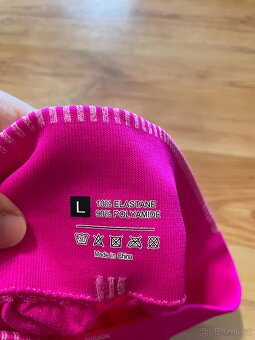 L
10% ELASTANE
90% POLYAMIDE
Made in China